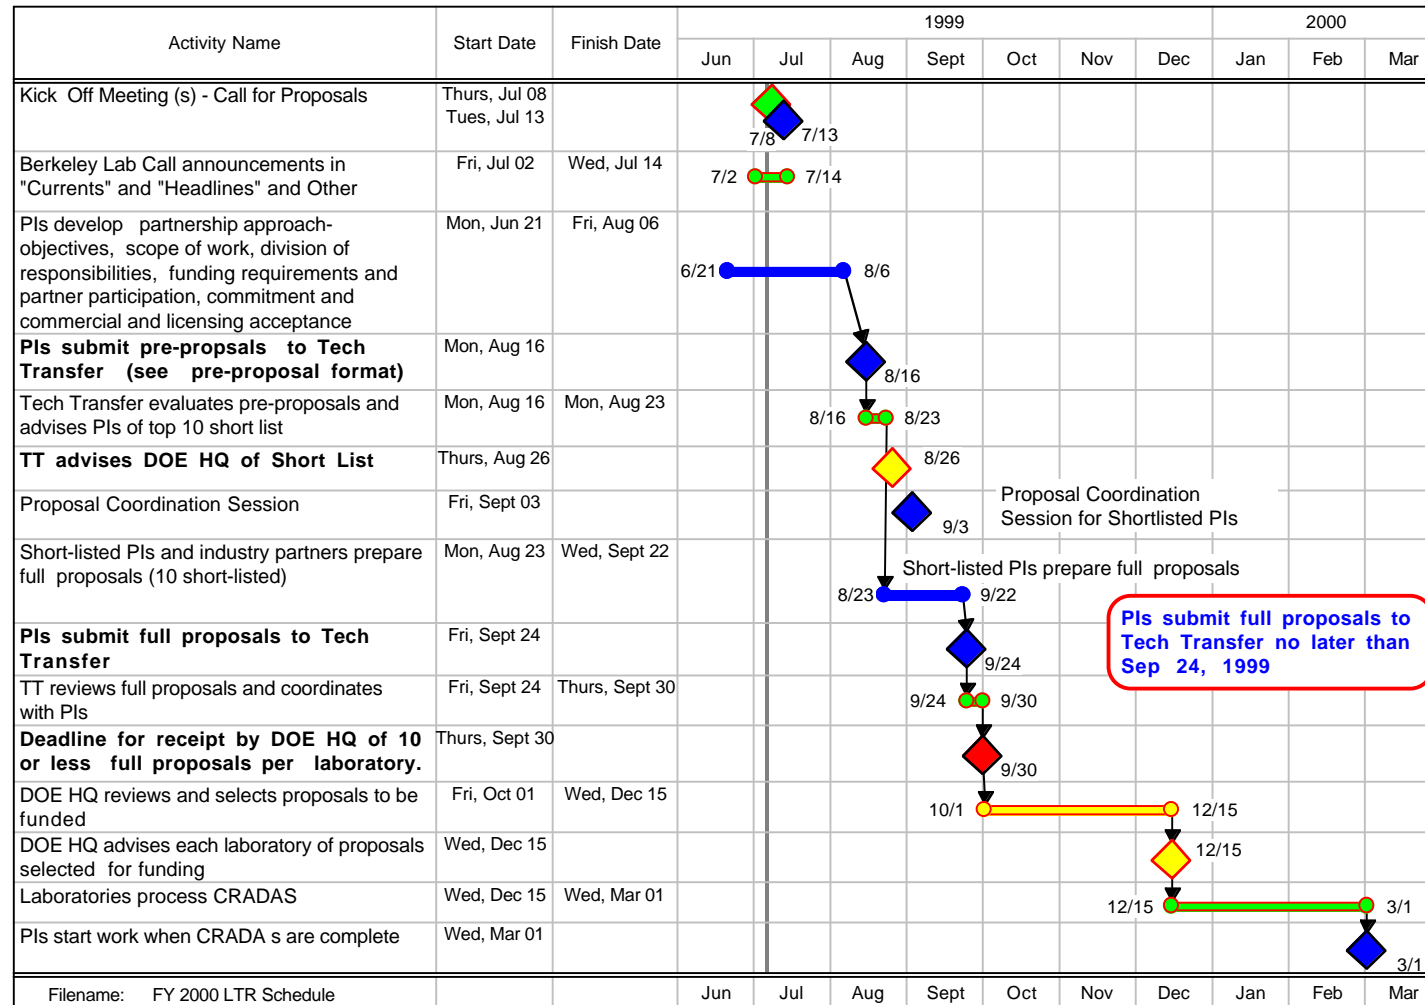 1999 2000
Activity Name Start Date Finish Date
Jun Jul Aug Sept Oct Nov Dec Jan Feb Mar
Kick Off Meeting (s) - Call for Proposals Thurs, Jul 08
Tues, Jul 13
7/8 7/13
Berkeley Lab Call announcements in Fri, Jul 02 Wed, Jul 14
"Currents" and "Headlines" and Other
7/2 7/14
PIs develop partnership approach- Mon, Jun 21 Fri, Aug 06
objectives, scope of work, division of
responsibilities, funding requirements and
partner participation, commitment and
commercial and licensing acceptance
6/21 8/6
PIs submit pre-propsals to Tech Mon, Aug 16
Transfer (see pre-proposal format)
8/16
Tech Transfer evaluates pre-proposals and Mon, Aug 16 Mon, Aug 23
advises PIs of top 10 short list
8/16 8/23
TT advises DOE HQ of Short List Thurs, Aug 26
8/26
Proposal Coordination Session Fri, Sept 03
9/3
Proposal Coordination
Session for Shortlisted PIs
Short-listed PIs and industry partners prepare Mon, Aug 23 Wed, Sept 22
full proposals (10 short-listed)
Short-listed PIs prepare full proposals
8/23 9/22
PIs submit full proposals to
Tech Transfer no later than
Sep 24, 1999
PIs submit full proposals to Tech Fri, Sept 24
Transfer
9/24
TT reviews full proposals and coordinates Fri, Sept 24 Thurs, Sept 30
with PIs
9/24 9/30
Deadline for receipt by DOE HQ of 10 Thurs, Sept 30
or less full proposals per laboratory.
9/30
DOE HQ reviews and selects proposals to be Fri, Oct 01 Wed, Dec 15
funded
10/1 12/15
DOE HQ advises each laboratory of proposals Wed, Dec 15
selected for funding
12/15
Laboratories process CRADAS Wed, Dec 15 Wed, Mar 01
12/15 3/1
PIs start work when CRADA s are complete Wed, Mar 01
3/1
Filename: FY 2000 LTR Schedule Jun Jul Aug Sept Oct Nov Dec Jan Feb Mar